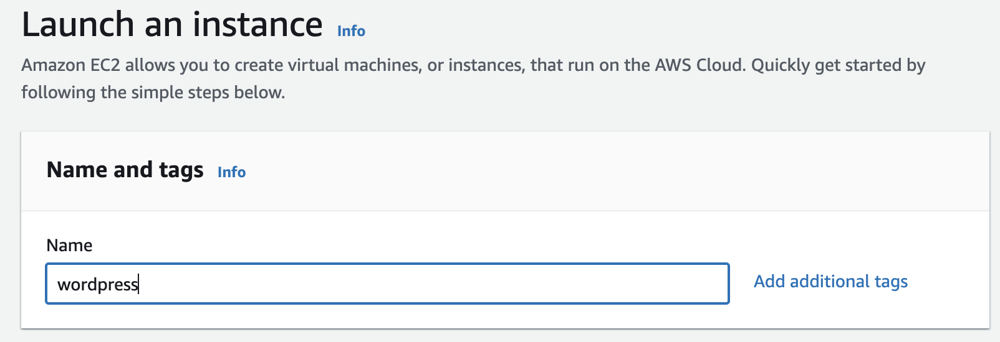 Launch an instance Info
Amazon EC2 allows you to create virtual machines, or instances, that run on the AWS Cloud. Quickly get started by
following the simple steps below.
Name and tags Info
Name
wordpress
Add additional tags